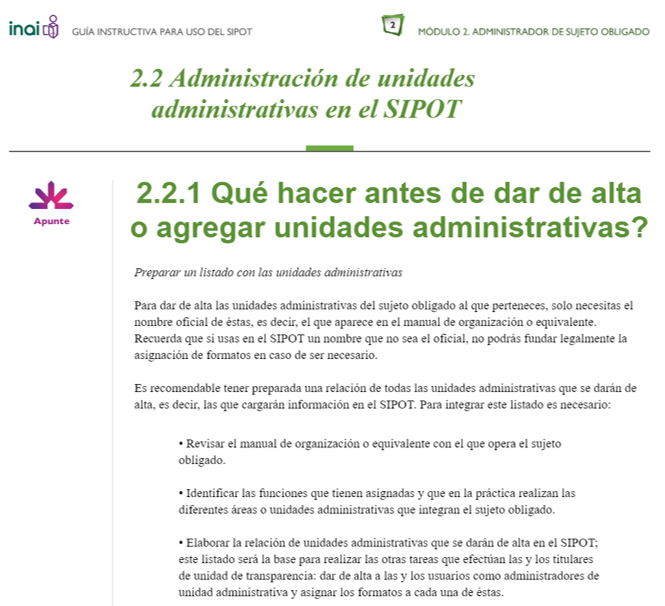 inai
GUÍA INSTRUCTIVA PARA USO DEL SIPOT
2
MÓDULO 2. ADMINISTRADOR DE SUJETO OBLIGADO
2.2 Administración de unidades
administrativas en el SIPOT
Apunte
2.2.1 Qué hacer antes de dar de alta
o agregar unidades administrativas?
Preparar un listado con las unidades administrativas
Para dar de alta las unidades administrativas del sujeto obligado al que perteneces, solo necesitas el
nombre oficial de éstas, es decir, el que aparece en el manual de organización o equivalente.
Recuerda que si usas en el SIPOT un nombre que no sea el oficial, no podrás fundar legalmente la
asignación de formatos en caso de ser necesario.
Es recomendable tener preparada una relación de todas las unidades administrativas que se darán de
alta, es decir, las que cargarán información en el SIPOT. Para integrar este listado es necesario:
• Revisar el manual de organización o equivalente con el que opera el sujeto
obligado.
• Identificar las funciones que tienen asignadas y que en la práctica realizan las
diferentes áreas o unidades administrativas que integran el sujeto obligado.
• Elaborar la relación de unidades administrativas que se darán de alta en el SIPOT;
este listado será la base para realizar las otras tareas que efectúan las y los titulares
de unidad de transparencia: dar de alta a las y los usuarios como administradores de
unidad administrativa y asignar los formatos a cada una de éstas.